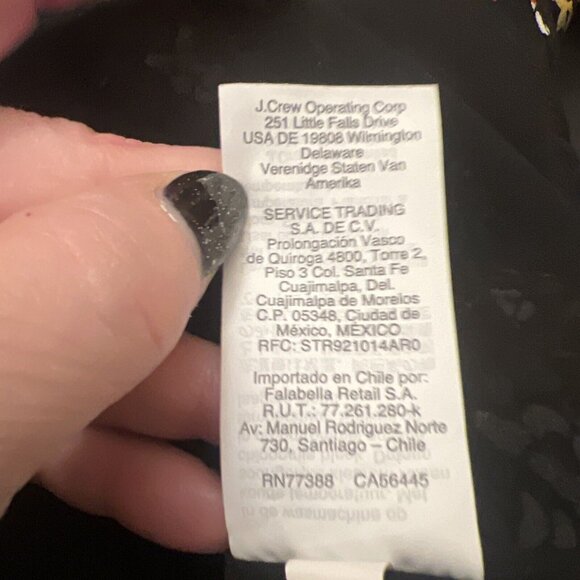 J.Crew Operating Corp
251 Little Falls Drive
USA DE 19808 Wilmington
Delaware
Verenidge Staten Van
Amerika
SERVICE TRADING
S.A. DE C.V.
Prolongación Vasco
de Quiroga 4800, Torre 2,
Piso 3 Col. Santa Fe
Cuajimalpa, Del.
Cuajimalpa de Morelos
C.P. 05348, Ciudad de
México, MÉXICO
RFC: STR921014AR0
Importado en Chile por:
Falabella Retail S.A.
R.U.T.: 77.261.280-k
Av: Manuel Rodriguez Norte
730, Santiago – Chile
RN77388 CA56445